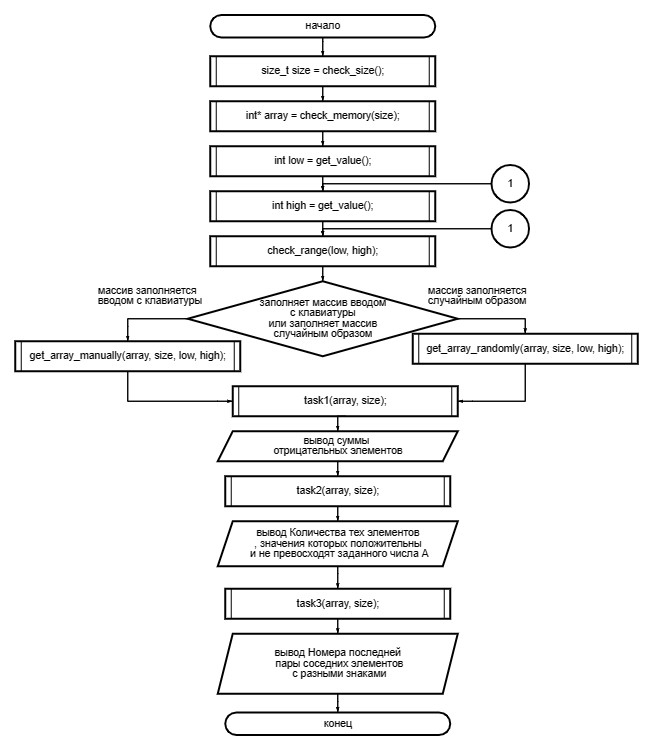 начало
size_t size = check_size();
int* array = check_memory(size);
int low = get_value();
1
int high = get_value();
1
check_range(low, high);
массив заполняется
вводом с клавиатуры
заполняет массив вводом
с клавиатуры
или заполняет массив
случайным образом
массив заполняется
случайным образом
get_array_manually(array, size, low, high);
get_array_randomly(array, size, low, high);
task1(array, size);
вывод суммы
отрицательных элементов
task2(array, size);
вывод Количества тех элементов
, значения которых положительны
и не превосходят заданного числа А
task3(array, size);
вывод Номера последней
пары соседних элементов
с разными знаками
конец